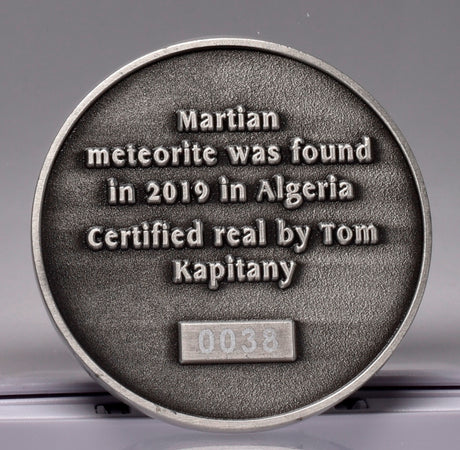 Martian
meteorite was found
in 2019 in Algeria
Certified real by Tom
Kapitany
0038